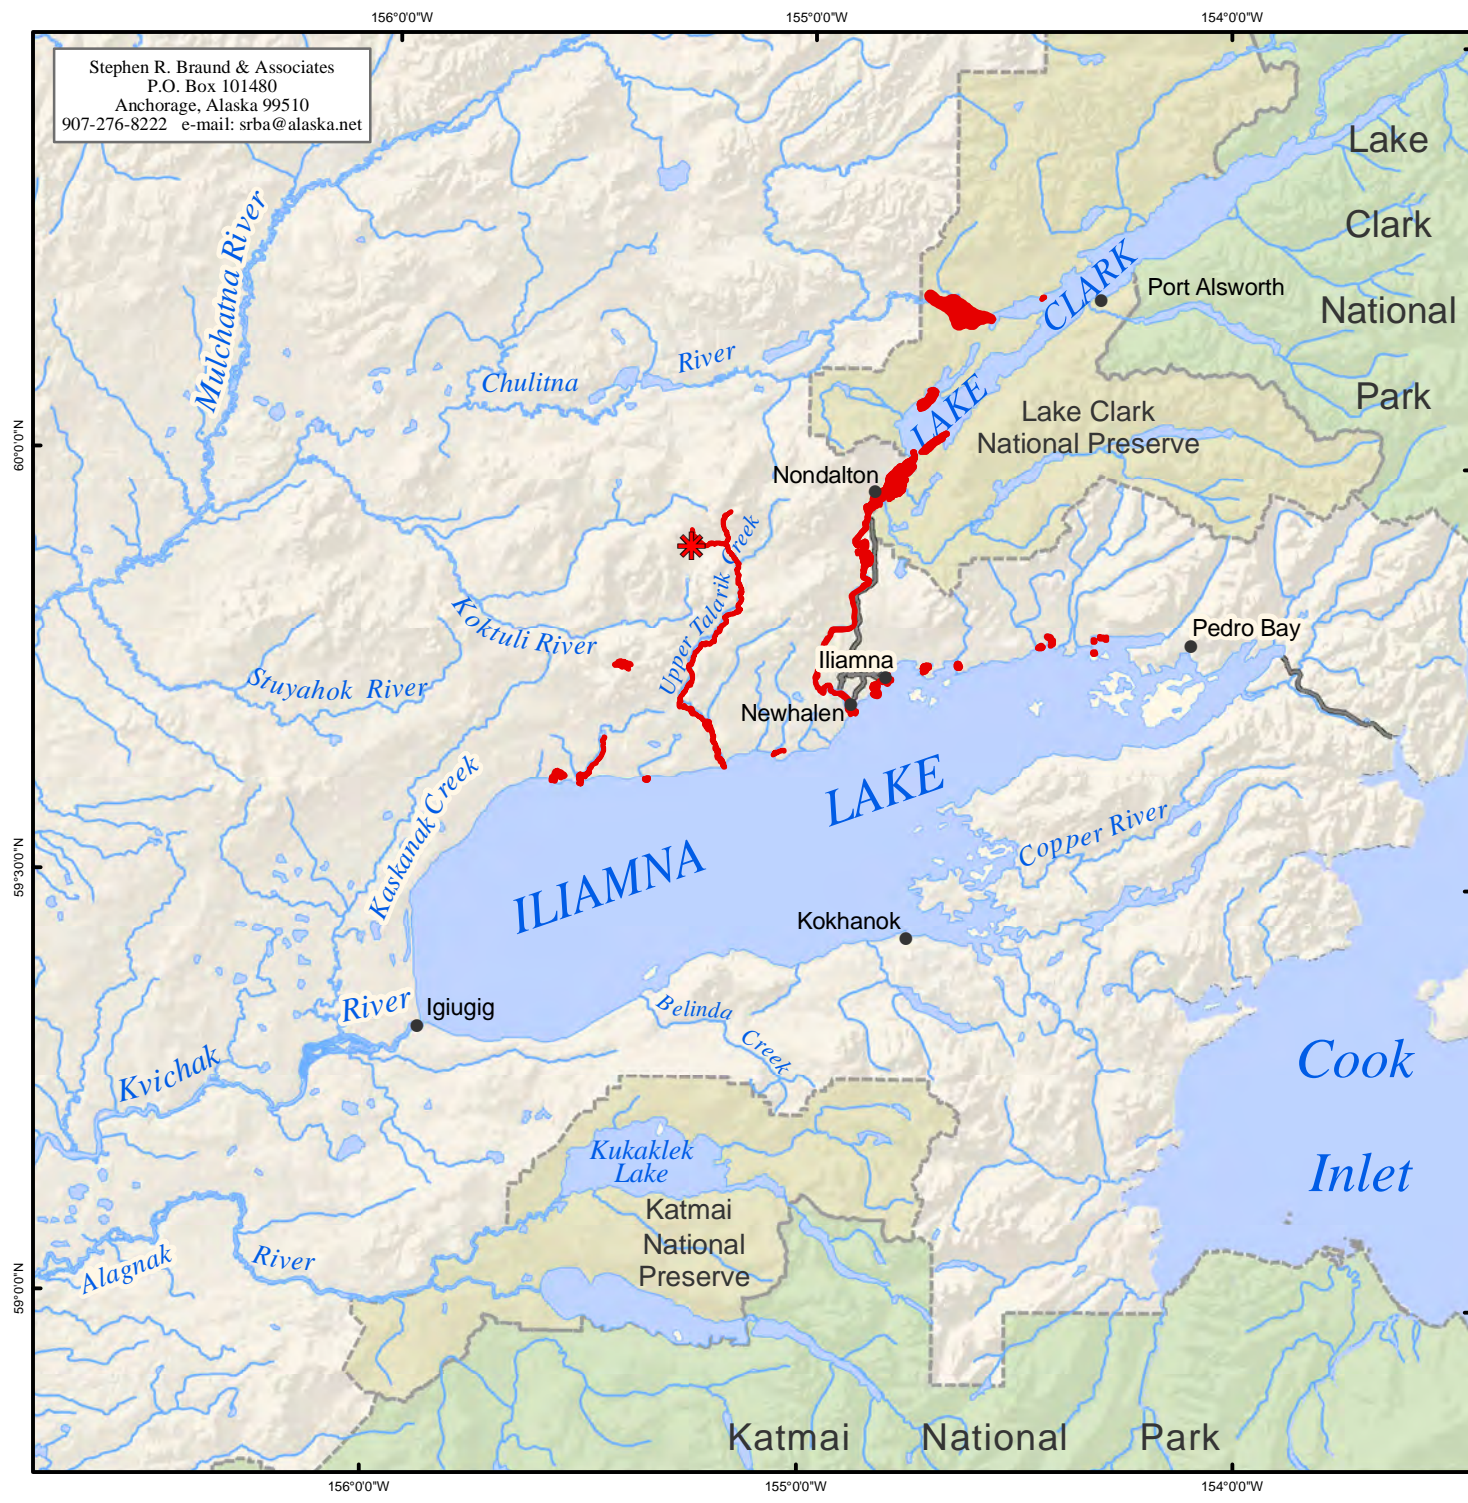 156°0'0"W
155°0'0"W
154°0'0"W
Stephen R. Braund & Associates
P.O. Box 101480
Anchorage, Alaska 99510
907-276-8222 e-mail: srba@alaska.net
Lake
Clark
National
Park
Mulchatna River
LAKE CLARK
Port Alsworth
Chulitna River
Lake Clark
National Preserve
60°0'0"N
Nondalton
Upper Talarik Creek
Koktuli River
Stuyahok River
Pedro Bay
Iliamna
Newhalen
Kaskanak Creek
ILIAMNA LAKE
Copper River
59°30'0"N
Kokhanok
Igiugig
Kvichak River
Belinda Creek
Cook
Inlet
Kukaklek
Lake
Katmai
National
Preserve
Alagnak River
59°0'0"N
Katmai National Park
156°0'0"W
155°0'0"W
154°0'0"W